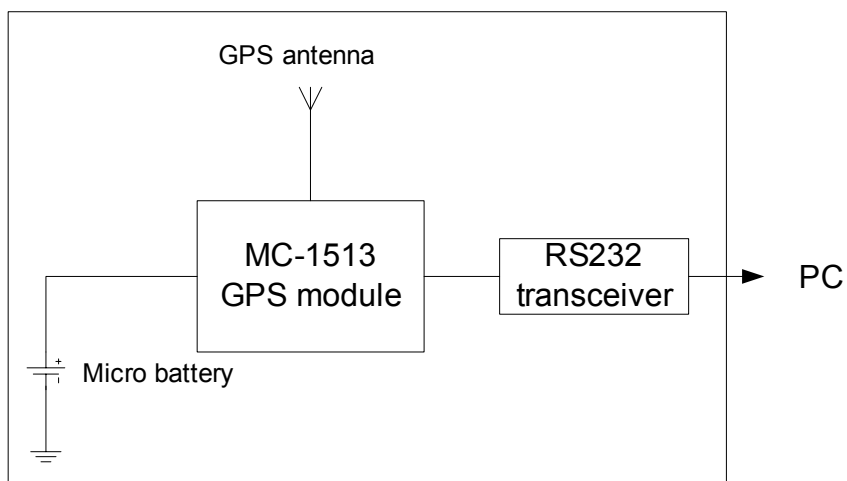 GPS antenna
MC-1513
GPS module
RS232
transceiver
PC
+
-
Micro battery